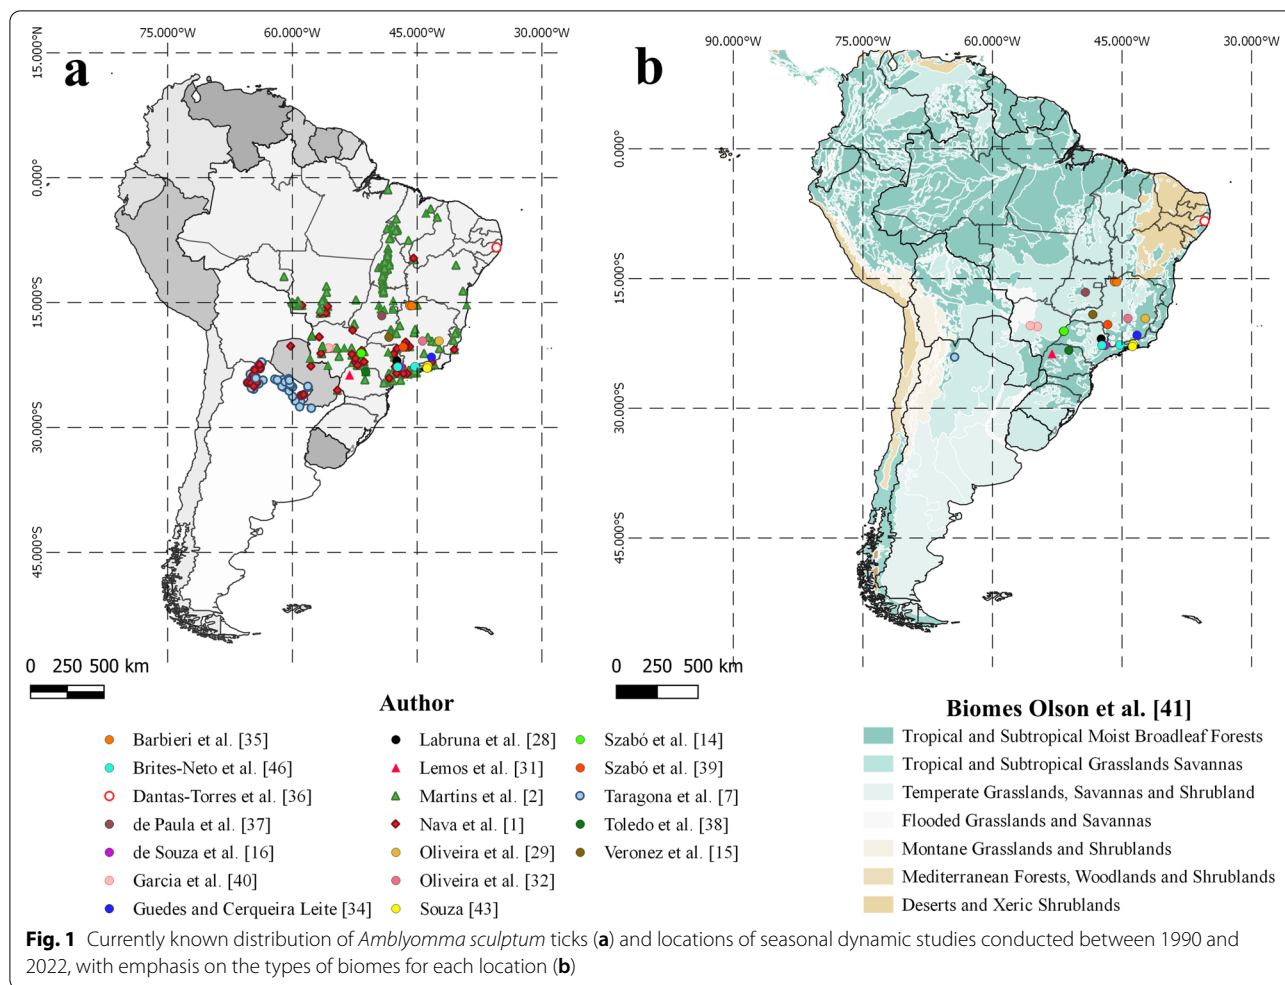 a
75.000°W 60.000°W 45.000°W 30.000°W
15.000°N
0.000°
15.000°S
30.000°S
45.000°S
0 250 500 km
b
90.000°W 75.000°W 60.000°W 45.000°W 30.000°W
0.000°
15.000°S
30.000°S
45.000°S
0 250 500 km
Author
Barbieri et al. [35]
Brites-Neto et al. [46]
Dantas-Torres et al. [36]
de Paula et al. [37]
de Souza et al. [16]
Garcia et al. [40]
Guedes and Cerqueira Leite [34]
Labruna et al. [28]
Lemos et al. [31]
Martins et al. [2]
Nava et al. [1]
Oliveira et al. [29]
Oliveira et al. [32]
Souza [43]
Szabó et al. [14]
Szabó et al. [39]
Taragona et al. [7]
Toledo et al. [38]
Veronez et al. [15]
Biomes Olson et al. [41]
Tropical and Subtropical Moist Broadleaf Forests
Tropical and Subtropical Grasslands Savannas
Temperate Grasslands, Savannas and Shrubland
Flooded Grasslands and Savannas
Montane Grasslands and Shrublands
Mediterranean Forests, Woodlands and Shrublands
Deserts and Xeric Shrublands
Fig. 1 Currently known distribution of Amblyomma sculptum ticks (a) and locations of seasonal dynamic studies conducted between 1990 and
2022, with emphasis on the types of biomes for each location (b)